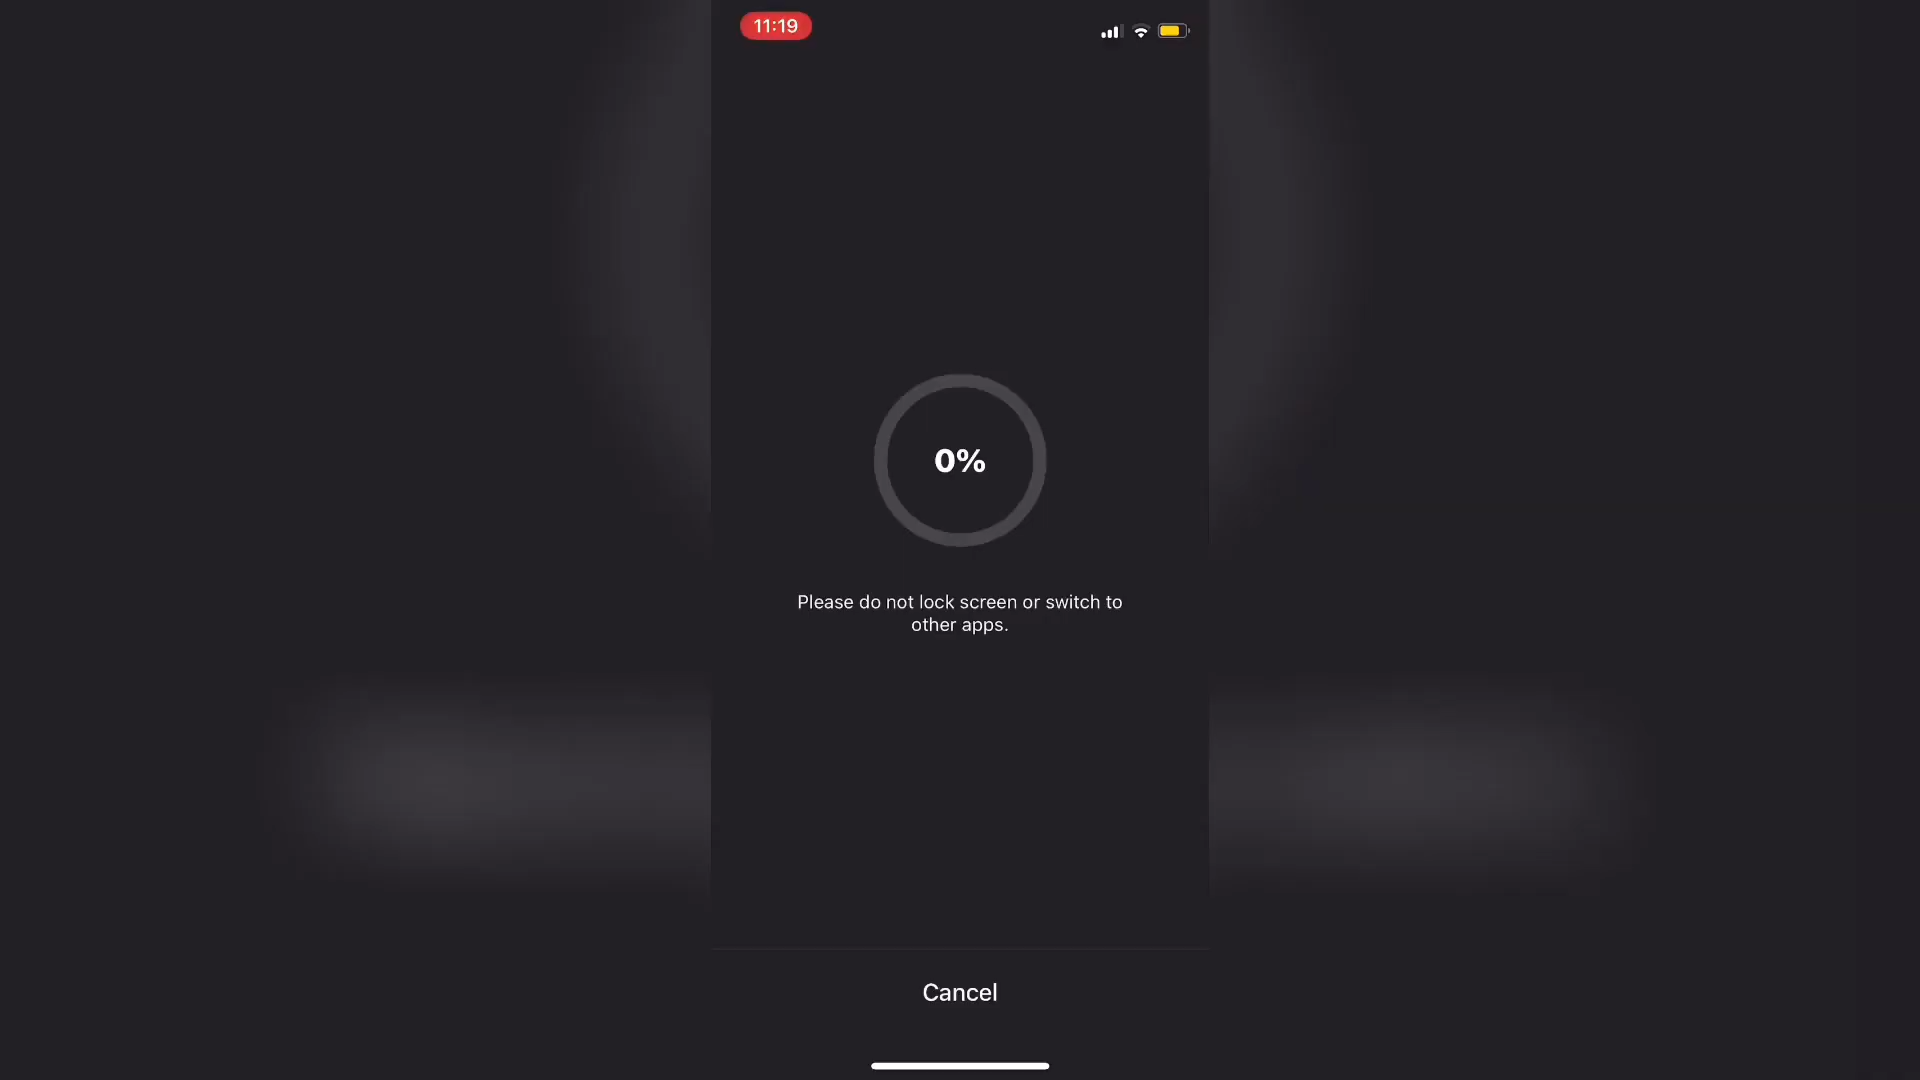 11:19
0%
Please do not lock screen or switch to
other apps.
Cancel